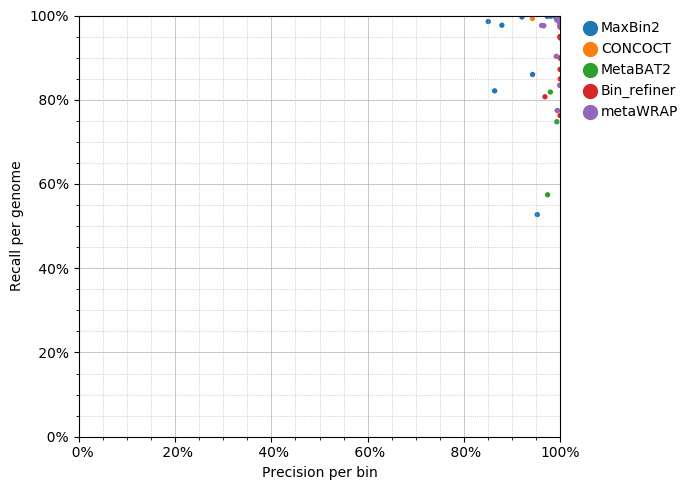 100%
80%
60%
40%
20%
0%
0%
20%
40%
60%
80%
100%
Recall per genome
Precision per bin
MaxBin2
CONCOCT
MetaBAT2
Bin_refiner
metaWRAP